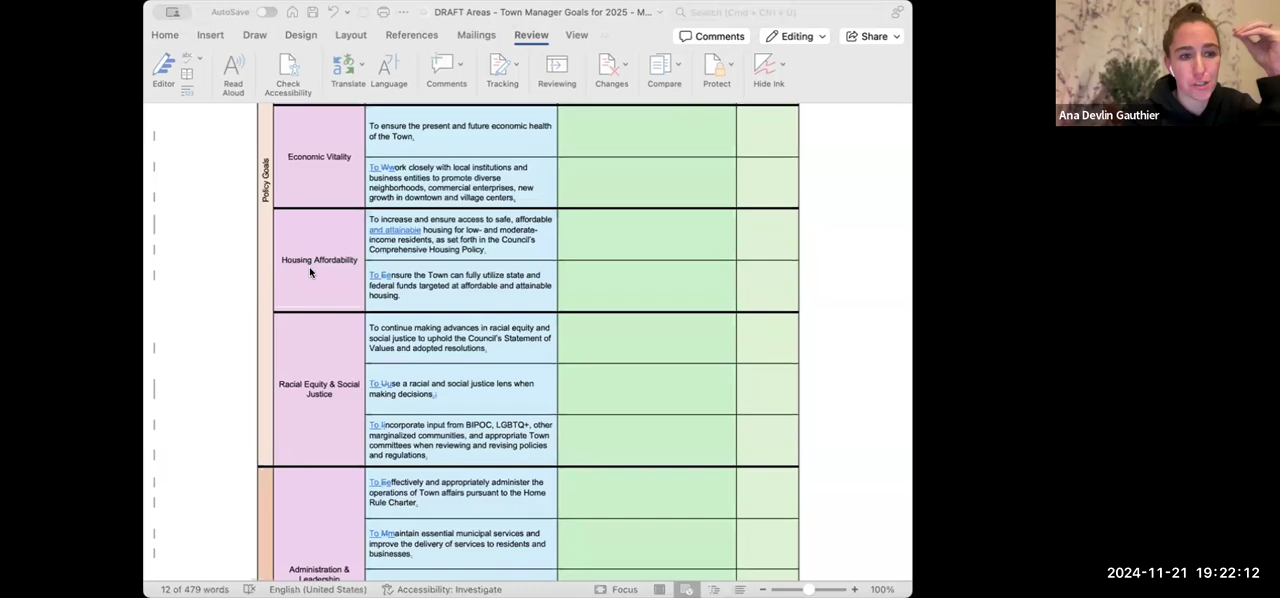 AutoSave
DRAFT Areas - Town Manager Goals for 2025 - M...
Search (Cmd + Ctrl + U)
Home Insert Draw Design Layout References Mailings Review View
Comments Editing Share
Editor
Read Aloud
Check Accessibility
Translate
Language
Comments
Tracking
Reviewing
Changes
Compare
Protect
Hide Ink
Policy Goals
Economic Vitality
To ensure the present and future economic health
of the Town.
To Wwork closely with local institutions and
business entities to promote diverse
neighborhoods, commercial enterprises, new
growth in downtown and village centers.
Housing Affordability
To increase and ensure access to safe, affordable
and attainable housing for low- and moderate-
income residents, as set forth in the Council's
Comprehensive Housing Policy.
To Eensure the Town can fully utilize state and
federal funds targeted at affordable and attainable
housing.
Racial Equity & Social
Justice
To continue making advances in racial equity and
social justice to uphold the Council's Statement of
Values and adopted resolutions.
To Uuse a racial and social justice lens when
making decisions.;
To Iincorporate input from BIPOC, LGBTQ+, other
marginalized communities, and appropriate Town
committees when reviewing and revising policies
and regulations.
Administration &
Leadership
To Eeffectively and appropriately administer the
operations of Town affairs pursuant to the Home
Rule Charter.
To Mmaintain essential municipal services and
improve the delivery of services to residents and
businesses.
12 of 479 words
English (United States)
Accessibility: Investigate
Focus
100%
Ana Devlin Gauthier
2024-11-21 19:22:12